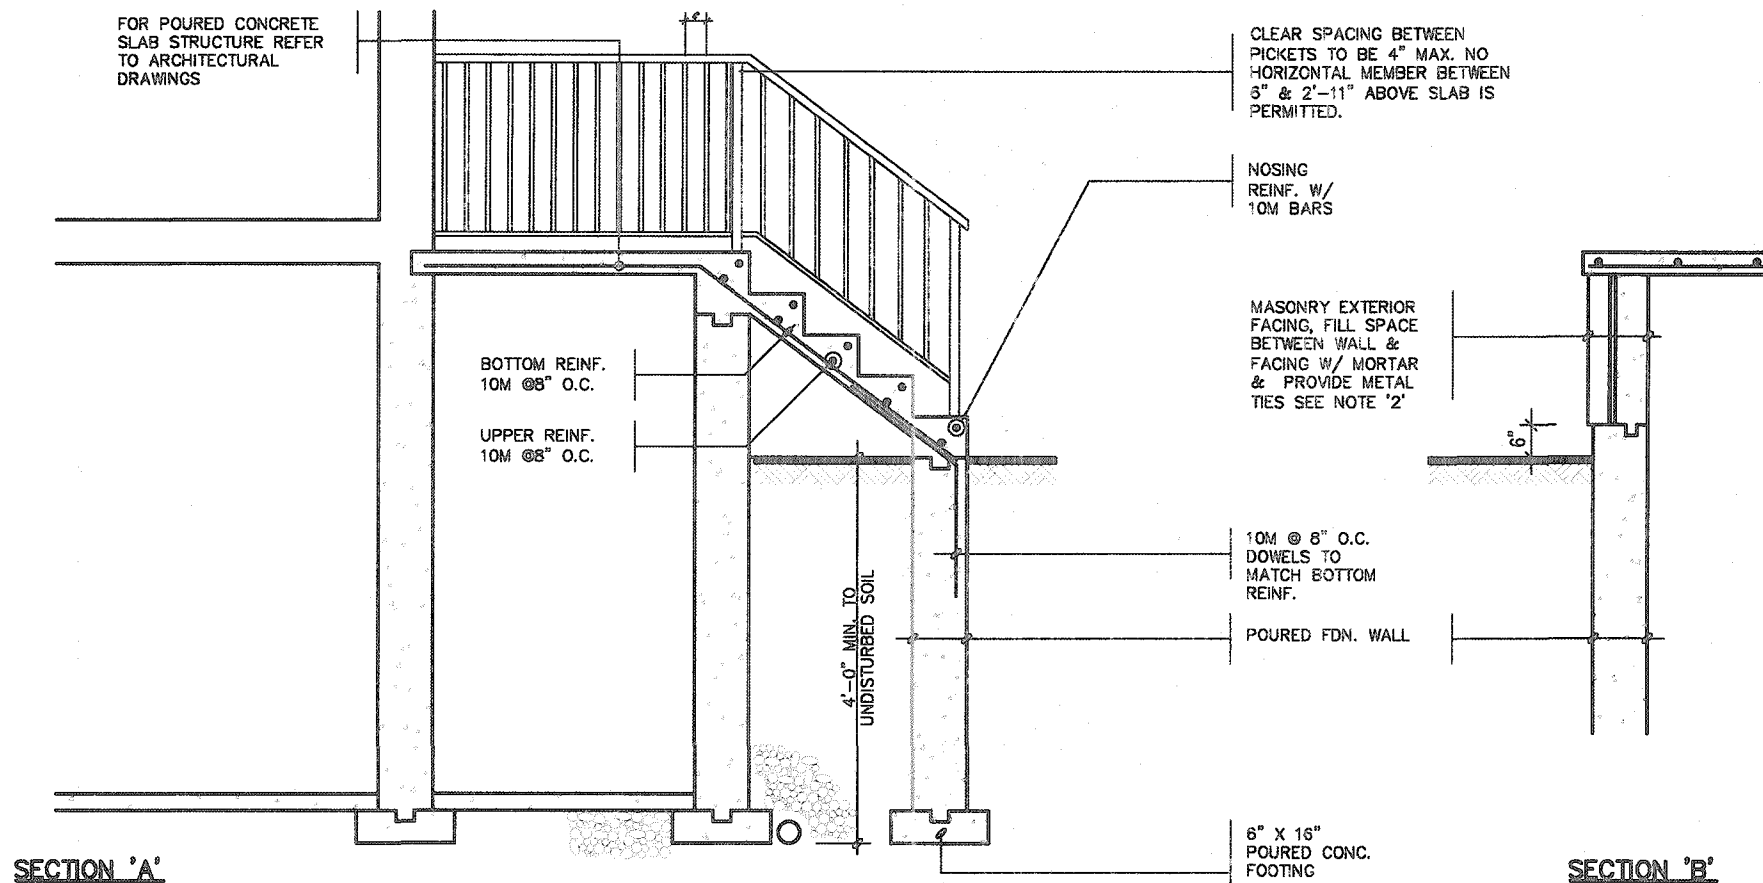 FOR POURED CONCRETE
SLAB STRUCTURE REFER
TO ARCHITECTURAL
DRAWINGS
CLEAR SPACING BETWEEN
PICKETS TO BE 4" MAX. NO
HORIZONTAL MEMBER BETWEEN
6" & 2'-11" ABOVE SLAB IS
PERMITTED.
NOSING
REINF. W/
10M BARS
BOTTOM REINF.
10M @8" O.C.
UPPER REINF.
10M @8" O.C.
MASONRY EXTERIOR
FACING, FILL SPACE
BETWEEN WALL &
FACING W/ MORTAR
& PROVIDE METAL
TIES SEE NOTE '2'
6"
4'-0" MIN. TO
UNDISTURBED SOIL
10M @ 8" O.C.
DOWELS TO
MATCH BOTTOM
REINF.
POURED FDN. WALL
6" X 16"
POURED CONC.
FOOTING
SECTION 'A'
SECTION 'B'